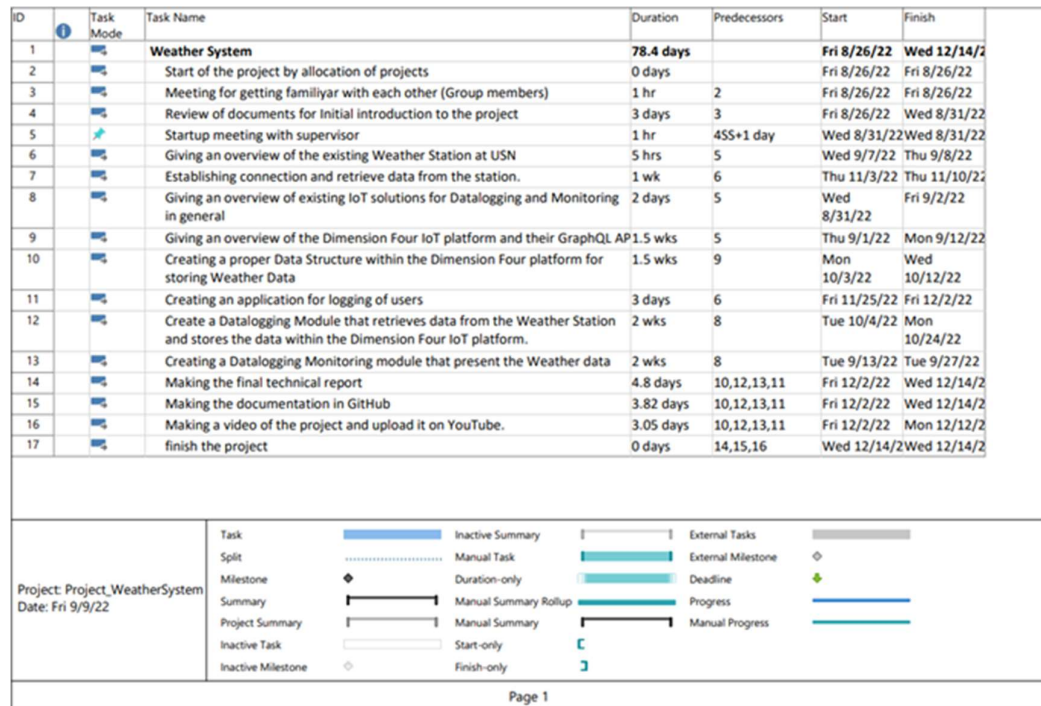 ID Task Mode Task Name Duration Predecessors Start Finish
1 Weather System 78.4 days Fri 8/26/22 Wed 12/14/2
2 Start of the project by allocation of projects 0 days Fri 8/26/22 Fri 8/26/22
3 Meeting for getting familiyar with each other (Group members) 1 hr 2 Fri 8/26/22 Fri 8/26/22
4 Review of documents for Initial introduction to the project 3 days 3 Fri 8/26/22 Wed 8/31/22
5 Startup meeting with supervisor 1 hr 4SS+1 day Wed 8/31/22 Wed 8/31/22
6 Giving an overview of the existing Weather Station at USN 5 hrs 5 Wed 9/7/22 Thu 9/8/22
7 Establishing connection and retrieve data from the station. 1 wk 6 Thu 11/3/22 Thu 11/10/22
8 Giving an overview of existing IoT solutions for Datalogging and Monitoring 2 days 5 Wed Fri 9/2/22
in general 8/31/22
9 Giving an overview of the Dimension Four IoT platform and their GraphQL AP 1.5 wks 5 Thu 9/1/22 Mon 9/12/22
10 Creating a proper Data Structure within the Dimension Four platform for 1.5 wks 9 Mon Wed
storing Weather Data 10/3/22 10/12/22
11 Creating an application for logging of users 3 days 6 Fri 11/25/22 Fri 12/2/22
12 Create a Datalogging Module that retrieves data from the Weather Station 2 wks 8 Tue 10/4/22 Mon
and stores the data within the Dimension Four IoT platform. 10/24/22
13 Creating a Datalogging Monitoring module that present the Weather data 2 wks 8 Tue 9/13/22 Tue 9/27/22
14 Making the final technical report 4.8 days 10,12,13,11 Fri 12/2/22 Wed 12/14/2
15 Making the documentation in GitHub 3.82 days 10,12,13,11 Fri 12/2/22 Wed 12/14/2
16 Making a video of the project and upload it on YouTube. 3.05 days 10,12,13,11 Fri 12/2/22 Mon 12/12/2
17 finish the project 0 days 14,15,16 Wed 12/14/2 Wed 12/14/2
Project: Project_WeatherSystem
Date: Fri 9/9/22
Task Inactive Summary External Tasks
Split Manual Task External Milestone
Milestone Duration-only Deadline
Summary Manual Summary Rollup Progress
Project Summary Manual Summary Manual Progress
Inactive Task Start-only
Inactive Milestone Finish-only
Page 1